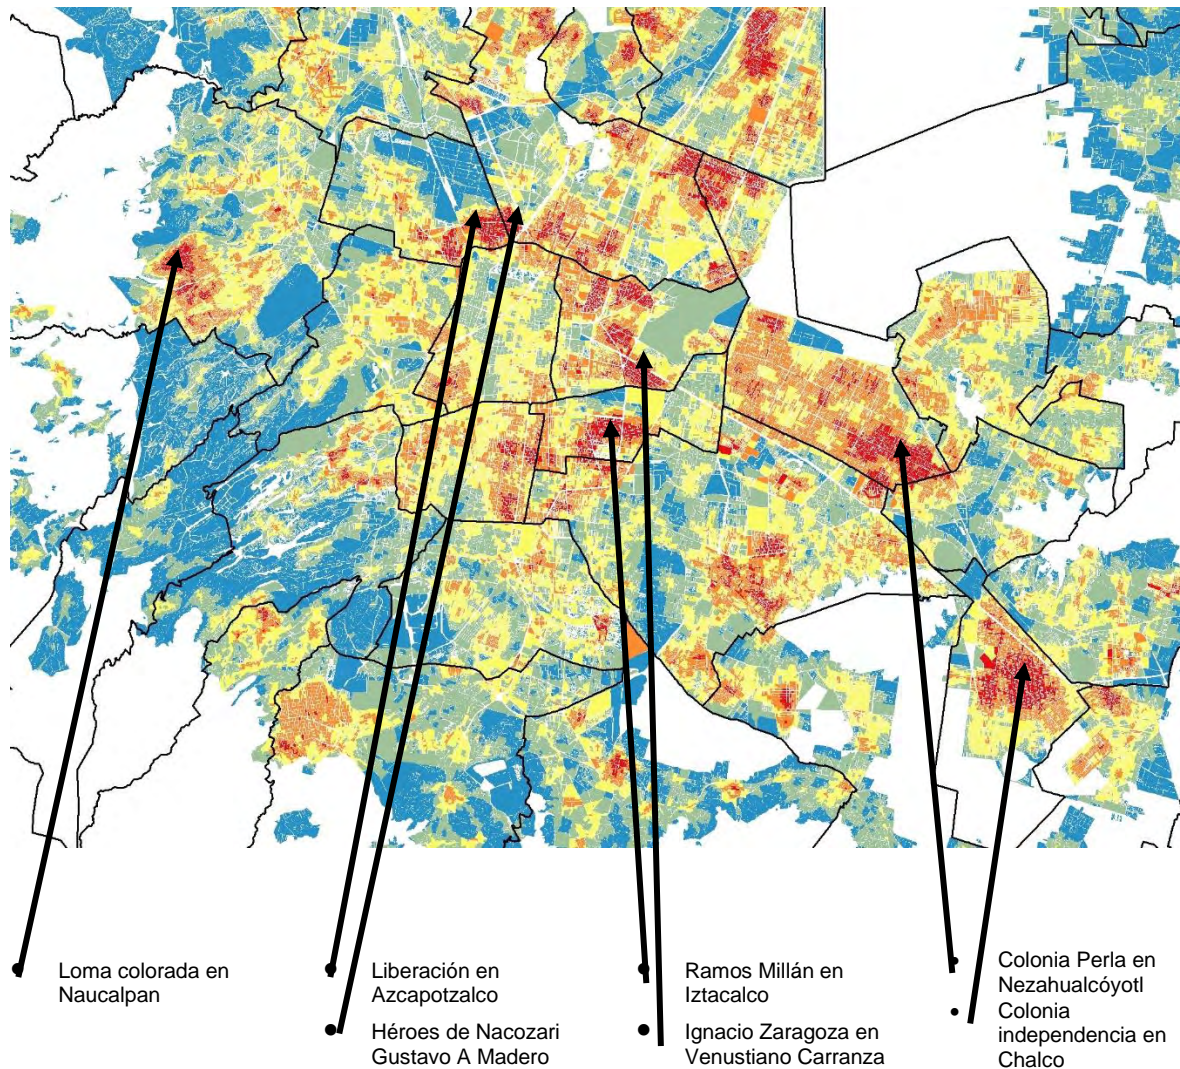 Loma colorada en
Naucalpan
Liberación en
Azcapotzalco
Héroes de Nacozari
Gustavo A Madero
Ramos Millán en
Iztacalco
Ignacio Zaragoza en
Venustiano Carranza
Colonia Perla en
Nezahualcóyotl
Colonia
independencia en
Chalco